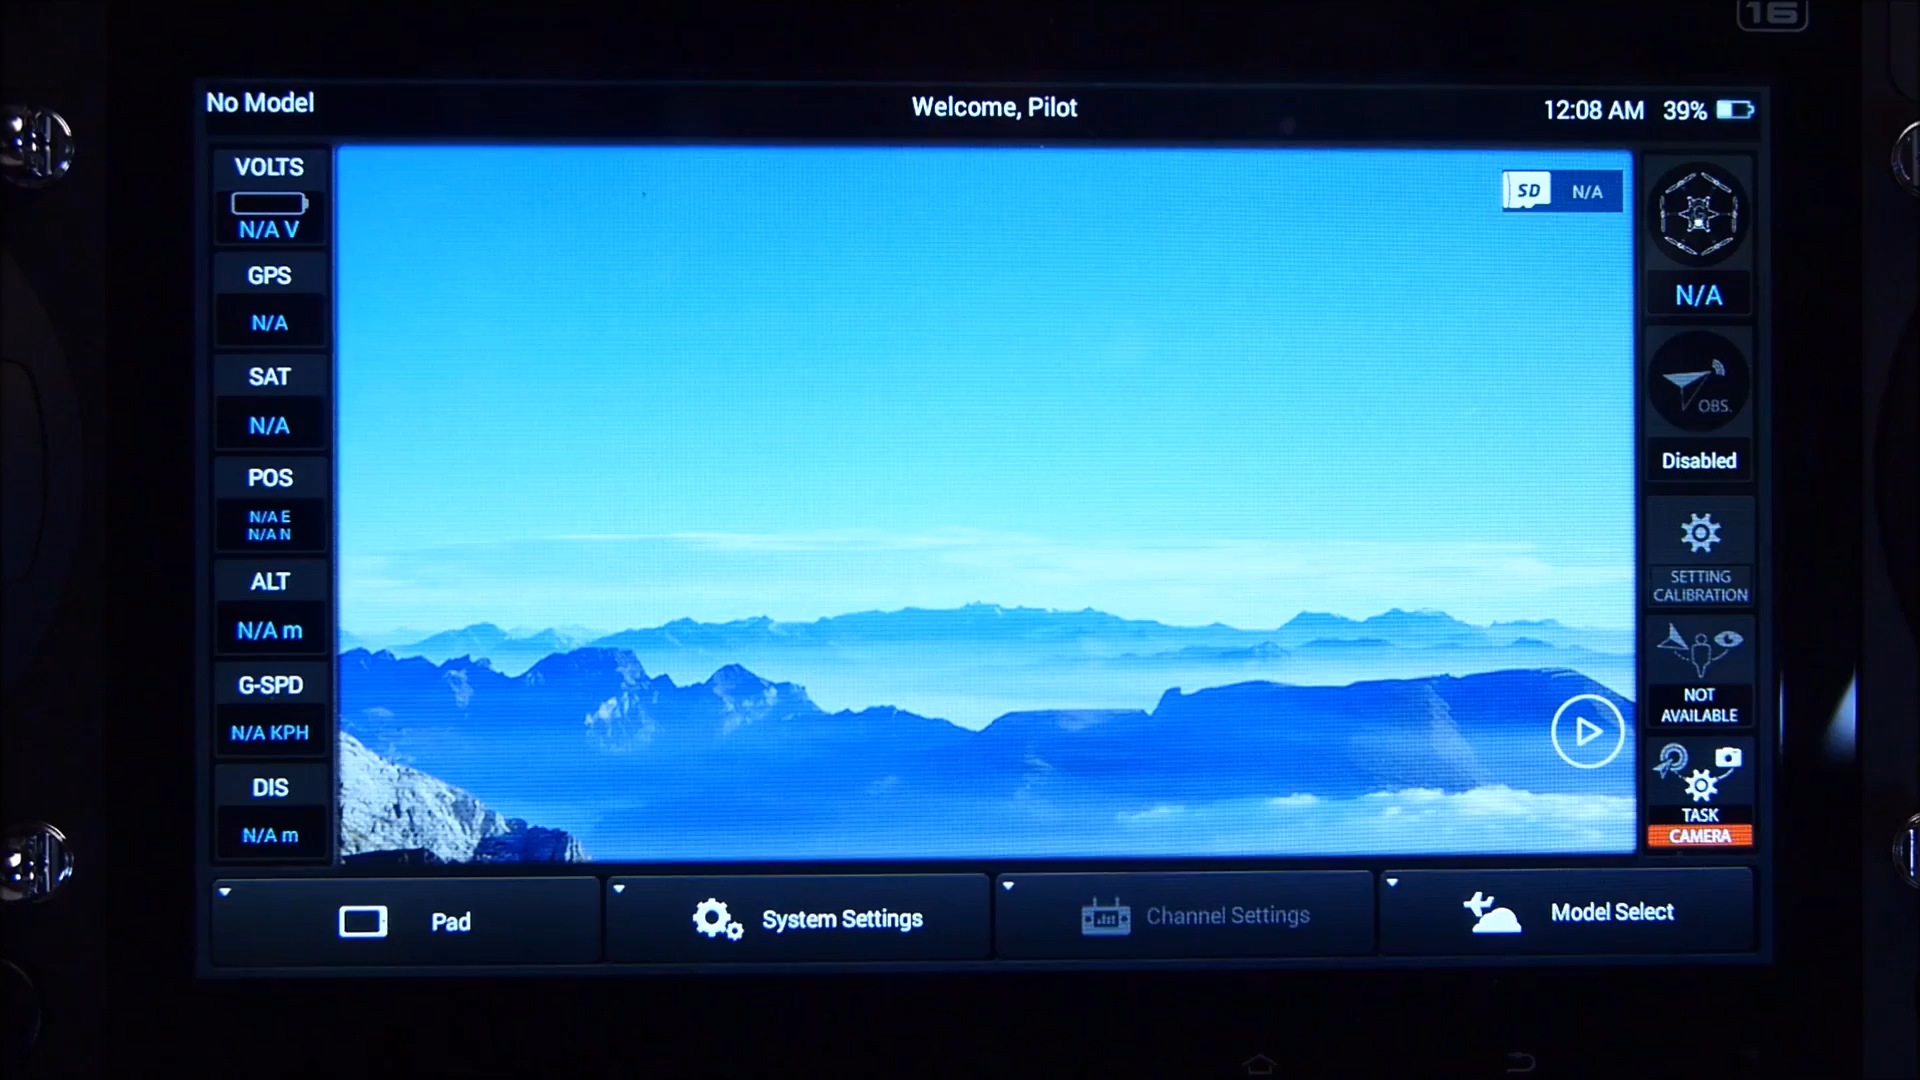 16
No Model
Welcome, Pilot
12:08 AM 39%
VOLTS
N/A V
GPS
N/A
SAT
N/A
POS
N/A E
N/A N
ALT
N/A m
G-SPD
N/A KPH
DIS
N/A m
SD N/A
N/A
OBS.
Disabled
SETTING
CALIBRATION
NOT
AVAILABLE
TASK
CAMERA
Pad
System Settings
Channel Settings
Model Select